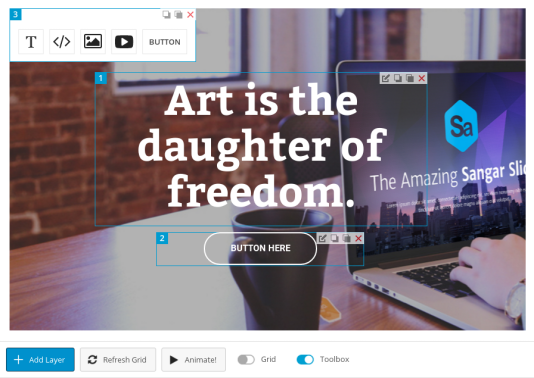 3
T </> BUTTON
1
Art is the
daughter of
freedom.
Sa
The Amazing Sangar Slic
2
BUTTON HERE
Add Layer Refresh Grid Animate! Grid Toolbox